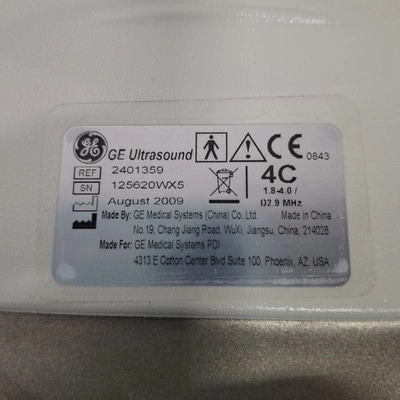 GE Ultrasound
CE 0843
REF 2401359
4C
SN 125620WX5
1.8-4.0 /
August 2009
D2.9 MHz
Made By: GE Medical Systems (China) Co.,Ltd. Made in China
No.19, Chang Jiang Road, WuXi, Jiangsu, China, 214028
Made For: GE Medical Systems PDI
4313 E Cotton Center Blvd Suite 100, Phoenix, AZ, USA